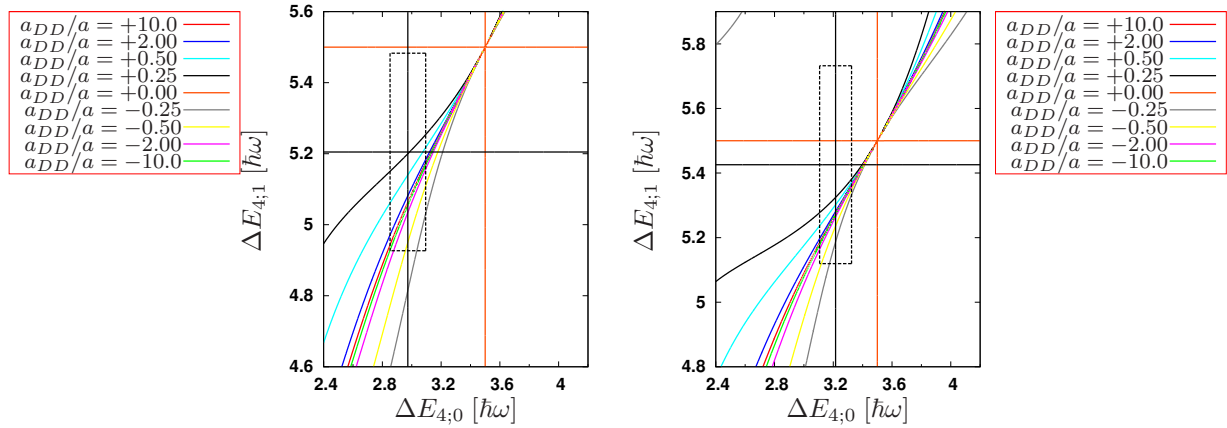 a_{DD}/a = +10.0
a_{DD}/a = +2.00
a_{DD}/a = +0.50
a_{DD}/a = +0.25
a_{DD}/a = +0.00
a_{DD}/a = −0.25
a_{DD}/a = −0.50
a_{DD}/a = −2.00
a_{DD}/a = −10.0
ΔE_{4;1} [ħω]
5.6
5.4
5.2
5
4.8
4.6
2.4 2.8 3.2 3.6 4
ΔE_{4;0} [ħω]
ΔE_{4;1} [ħω]
5.8
5.6
5.4
5.2
5
4.8
2.4 2.8 3.2 3.6 4
ΔE_{4;0} [ħω]
a_{DD}/a = +10.0
a_{DD}/a = +2.00
a_{DD}/a = +0.50
a_{DD}/a = +0.25
a_{DD}/a = +0.00
a_{DD}/a = −0.25
a_{DD}/a = −0.50
a_{DD}/a = −2.00
a_{DD}/a = −10.0